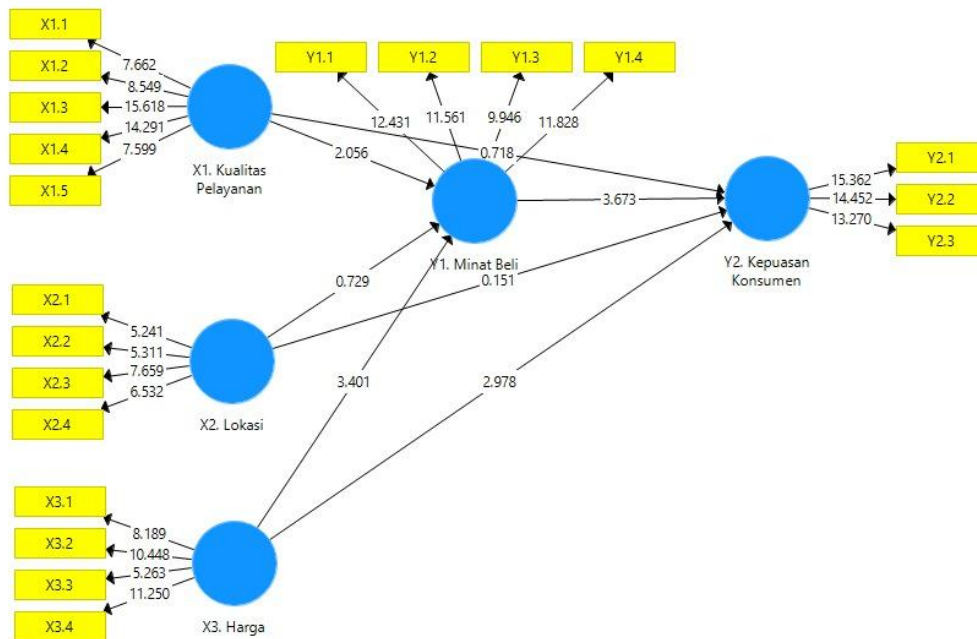 X1.1
X1.2
X1.3
X1.4
X1.5
7.662
8.549
15.618
14.291
7.599
X1. Kualitas
Pelayanan
Y1.1
Y1.2
Y1.3
Y1.4
12.431
11.561
9.946
11.828
2.056
0.718
3.673
Y1. Minat Beli
0.729
0.151
15.362
14.452
13.270
Y2.1
Y2.2
Y2.3
Y2. Kepuasan
Konsumen
X2.1
X2.2
X2.3
X2.4
5.241
5.311
7.659
6.532
X2. Lokasi
3.401
2.978
X3.1
X3.2
X3.3
X3.4
8.189
10.448
5.263
11.250
X3. Harga